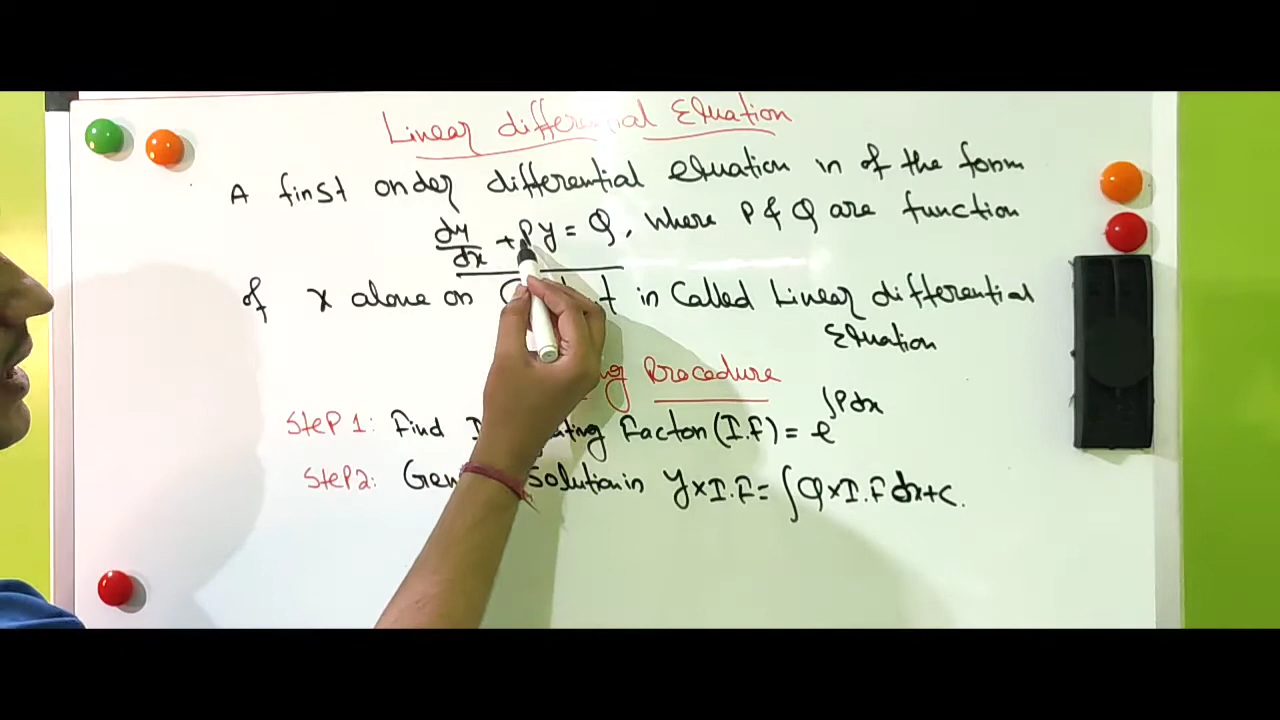 Linear differential Equation
A first order differential equation in of the form
dy/dx + Py = Q, where P & Q are function
of x alone or in called Linear differential
Equation
Procedure
Step 1: Find Factor (I.F) = e^∫Pdx
Step 2: Solution in y×I.F = ∫Q×I.F dx+c.